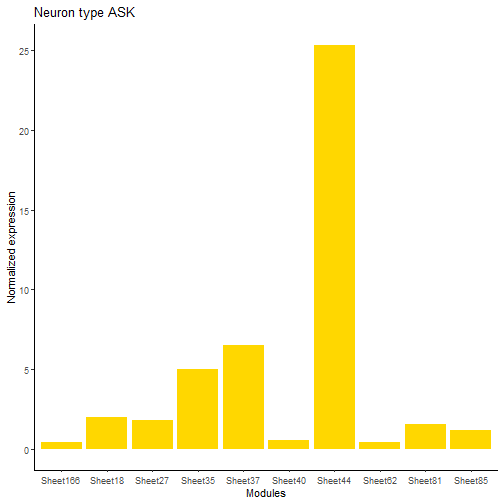 Neuron type ASK
25
20
15
10
5
0
Normalized expression
Sheet166 Sheet18 Sheet27 Sheet35 Sheet37 Sheet40 Sheet44 Sheet62 Sheet81 Sheet85
Modules